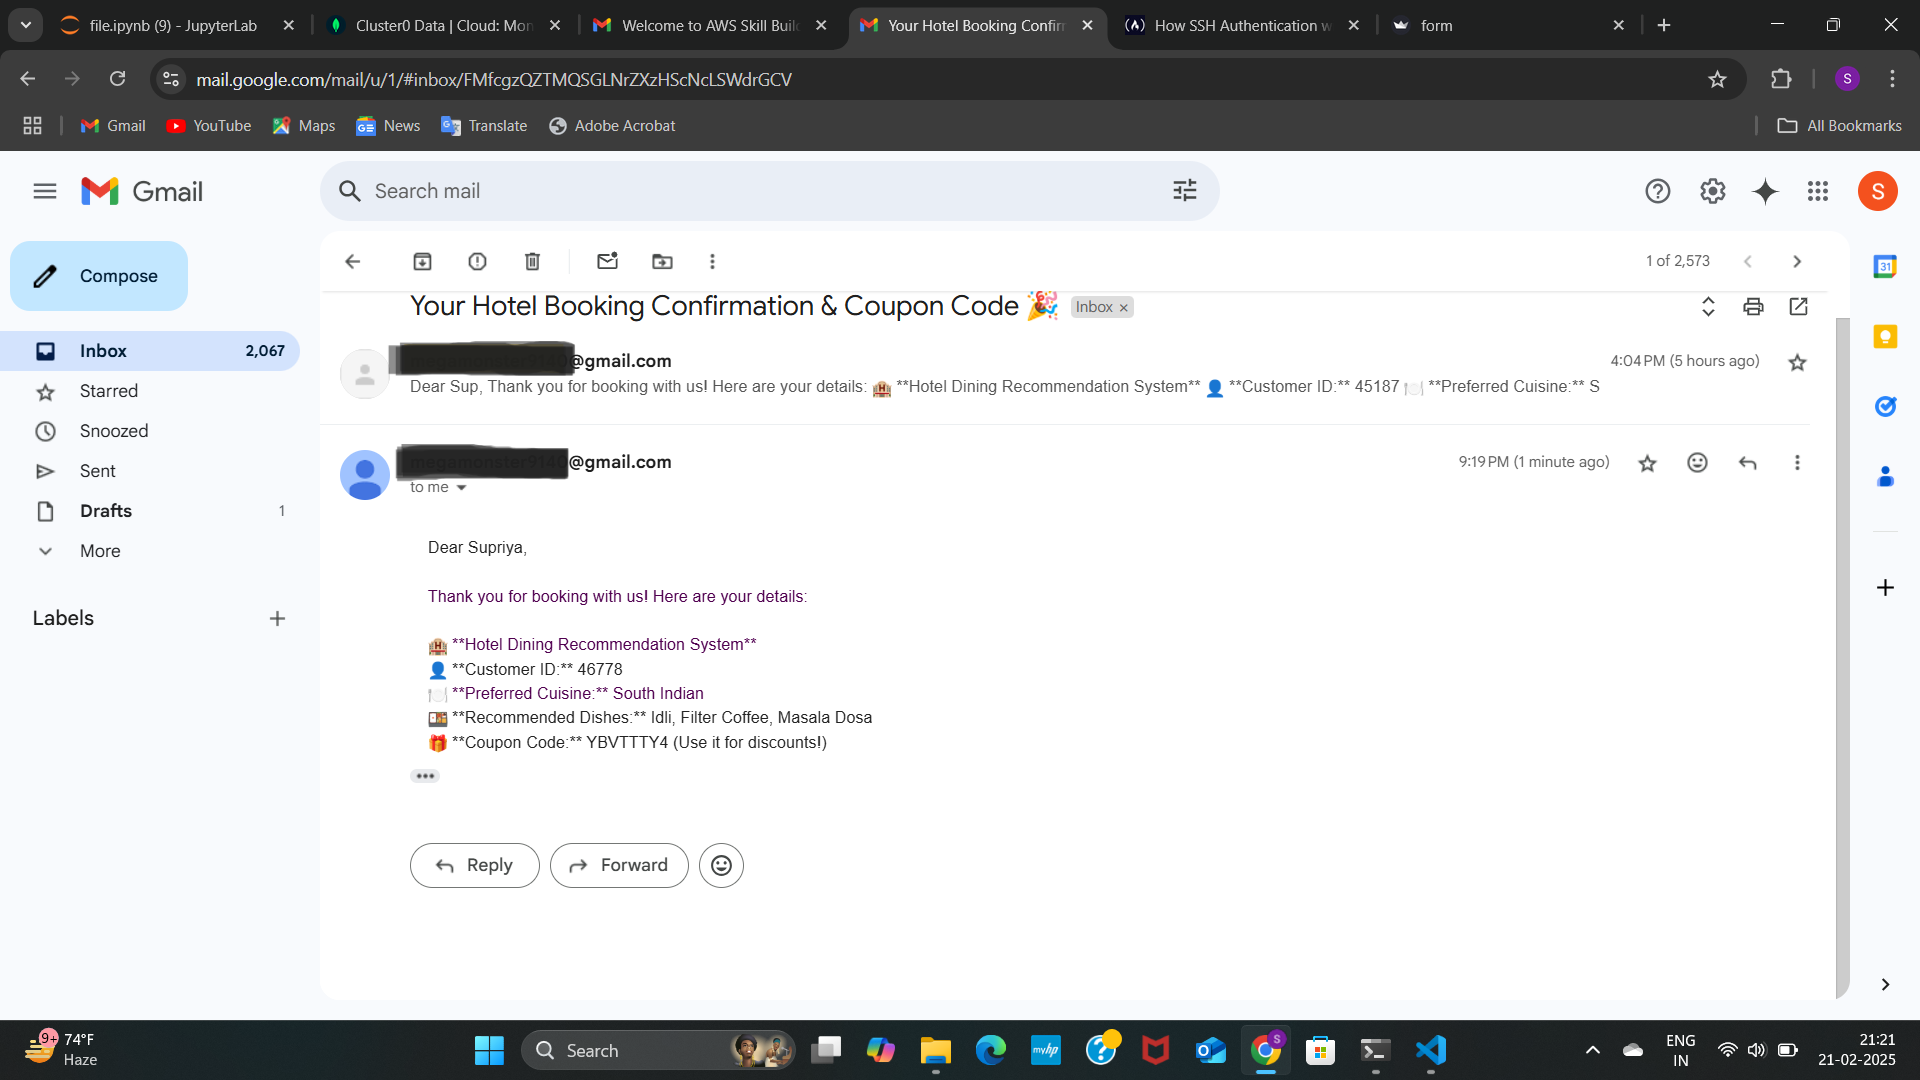 file.ipynb (9) - JupyterLab
Cluster0 Data | Cloud: Mon
Welcome to AWS Skill Buil
Your Hotel Booking Confir
How SSH Authentication w
form
mail.google.com/mail/u/1/#inbox/FMfcgzQZTMQSGLNrZXzHScNcLSWdrGCV
S
Gmail
YouTube
Maps
News
Translate
Adobe Acrobat
All Bookmarks
Gmail
Search mail
S
Compose
1 of 2,573
Your Hotel Booking Confirmation & Coupon Code 🎉
Inbox ×
Inbox 2,067
Starred
Snoozed
Sent
Drafts 1
More
Labels
@gmail.com
4:04 PM (5 hours ago)
Dear Sup, Thank you for booking with us! Here are your details: 🏨 **Hotel Dining Recommendation System** 👤 **Customer ID:** 45187 🍽️ **Preferred Cuisine:** S
@gmail.com
9:19 PM (1 minute ago)
to me
Dear Supriya,
Thank you for booking with us! Here are your details:
🏨 **Hotel Dining Recommendation System**
👤 **Customer ID:** 46778
🍽️ **Preferred Cuisine:** South Indian
🍱 **Recommended Dishes:** Idli, Filter Coffee, Masala Dosa
🎁 **Coupon Code:** YBVTTTY4 (Use it for discounts!)
Reply
Forward
31
9+
74°F
Haze
Search
myhp
S
ENG
IN
21:21
21-02-2025